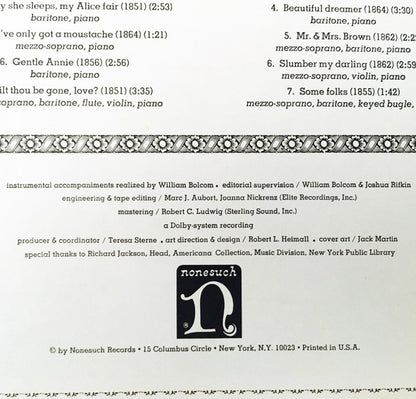 y she sleeps, my Alice fair (1851) (2:53)
baritone, piano
've only got a moustache (1864) (1:21)
mezzo-soprano, piano
6. Gentle Annie (1856) (2:56)
baritone, piano
ilt thou be gone, love? (1851) (3:35)
oprano, baritone, flute, violin, piano
4. Beautiful dreamer (1864) (3:30)
baritone, piano
5. Mr. & Mrs. Brown (1862) (2:2
mezzo-soprano, baritone, piano
6. Slumber my darling (1862) (2:59
mezzo-soprano, violin, piano
7. Some folks (1855) (1:42)
mezzo-soprano, baritone, keyed bugle,
instrumental accompaniments realized by William Bolcom • editorial supervision / William Bolcom & Joshua Rifkin
engineering & tape editing / Marc J. Aubort, Joanna Nickrenz (Elite Recordings, Inc.)
mastering / Robert C. Ludwig (Sterling Sound, Inc.)
a Dolby-system recording
producer & coordinator / Teresa Sterne • art direction & design / Robert L. Heimall • cover art / Jack Martin
special thanks to Richard Jackson, Head, Americana Collection, Music Division, New York Public Library
nonesuch
n
© by Nonesuch Records • 15 Columbus Circle • New York, N.Y. 10023 • Printed in U.S.A.